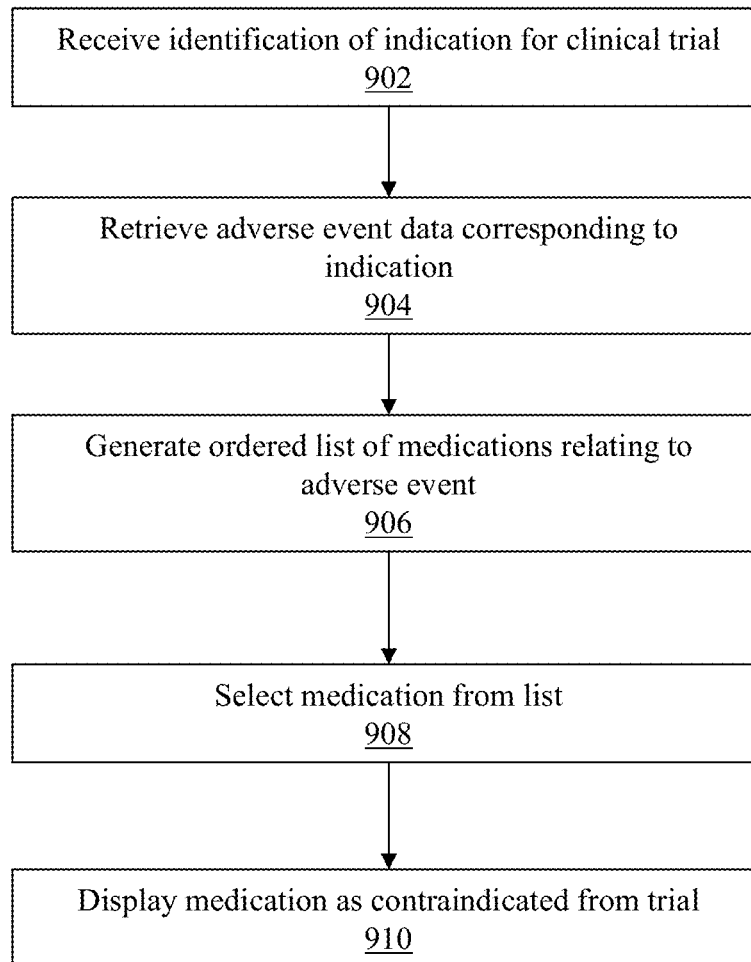 Receive identification of indication for clinical trial
902
Retrieve adverse event data corresponding to
indication
904
Generate ordered list of medications relating to
adverse event
906
Select medication from list
908
Display medication as contraindicated from trial
910